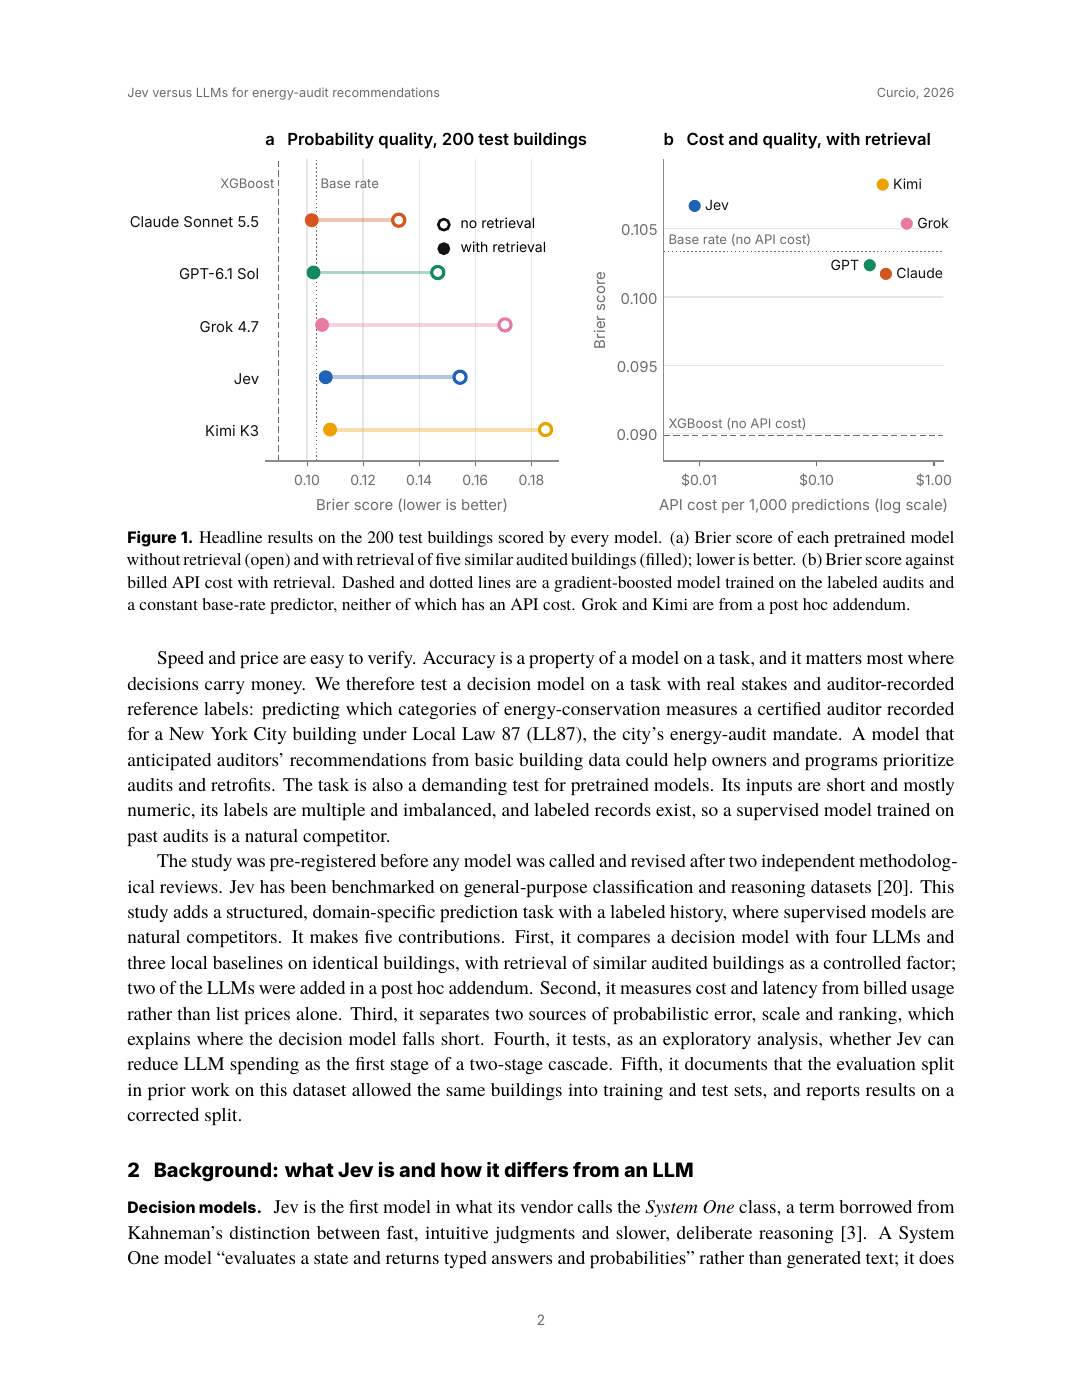 Jev versus LLMs for energy-audit recommendations
Curcio, 2026
a Probability quality, 200 test buildings
XGBoost
Base rate
Claude Sonnet 5.5
GPT-6.1 Sol
Grok 4.7
Jev
Kimi K3
no retrieval
with retrieval
0.10 0.12 0.14 0.16 0.18
Brier score (lower is better)
b Cost and quality, with retrieval
Kimi
Jev
Grok
0.105
Base rate (no API cost)
GPT
Claude
0.100
Brier score
0.095
XGBoost (no API cost)
0.090
$0.01 $0.10 $1.00
API cost per 1,000 predictions (log scale)
Figure 1. Headline results on the 200 test buildings scored by every model. (a) Brier score of each pretrained model
without retrieval (open) and with retrieval of five similar audited buildings (filled); lower is better. (b) Brier score against
billed API cost with retrieval. Dashed and dotted lines are a gradient-boosted model trained on the labeled audits and
a constant base-rate predictor, neither of which has an API cost. Grok and Kimi are from a post hoc addendum.
Speed and price are easy to verify. Accuracy is a property of a model on a task, and it matters most where
decisions carry money. We therefore test a decision model on a task with real stakes and auditor-recorded
reference labels: predicting which categories of energy-conservation measures a certified auditor recorded
for a New York City building under Local Law 87 (LL87), the city's energy-audit mandate. A model that
anticipated auditors' recommendations from basic building data could help owners and programs prioritize
audits and retrofits. The task is also a demanding test for pretrained models. Its inputs are short and mostly
numeric, its labels are multiple and imbalanced, and labeled records exist, so a supervised model trained on
past audits is a natural competitor.
The study was pre-registered before any model was called and revised after two independent methodolog-
ical reviews. Jev has been benchmarked on general-purpose classification and reasoning datasets [20]. This
study adds a structured, domain-specific prediction task with a labeled history, where supervised models are
natural competitors. It makes five contributions. First, it compares a decision model with four LLMs and
three local baselines on identical buildings, with retrieval of similar audited buildings as a controlled factor;
two of the LLMs were added in a post hoc addendum. Second, it measures cost and latency from billed usage
rather than list prices alone. Third, it separates two sources of probabilistic error, scale and ranking, which
explains where the decision model falls short. Fourth, it tests, as an exploratory analysis, whether Jev can
reduce LLM spending as the first stage of a two-stage cascade. Fifth, it documents that the evaluation split
in prior work on this dataset allowed the same buildings into training and test sets, and reports results on a
corrected split.
2 Background: what Jev is and how it differs from an LLM
Decision models. Jev is the first model in what its vendor calls the System One class, a term borrowed from
Kahneman's distinction between fast, intuitive judgments and slower, deliberate reasoning [3]. A System
One model “evaluates a state and returns typed answers and probabilities” rather than generated text; it does
2